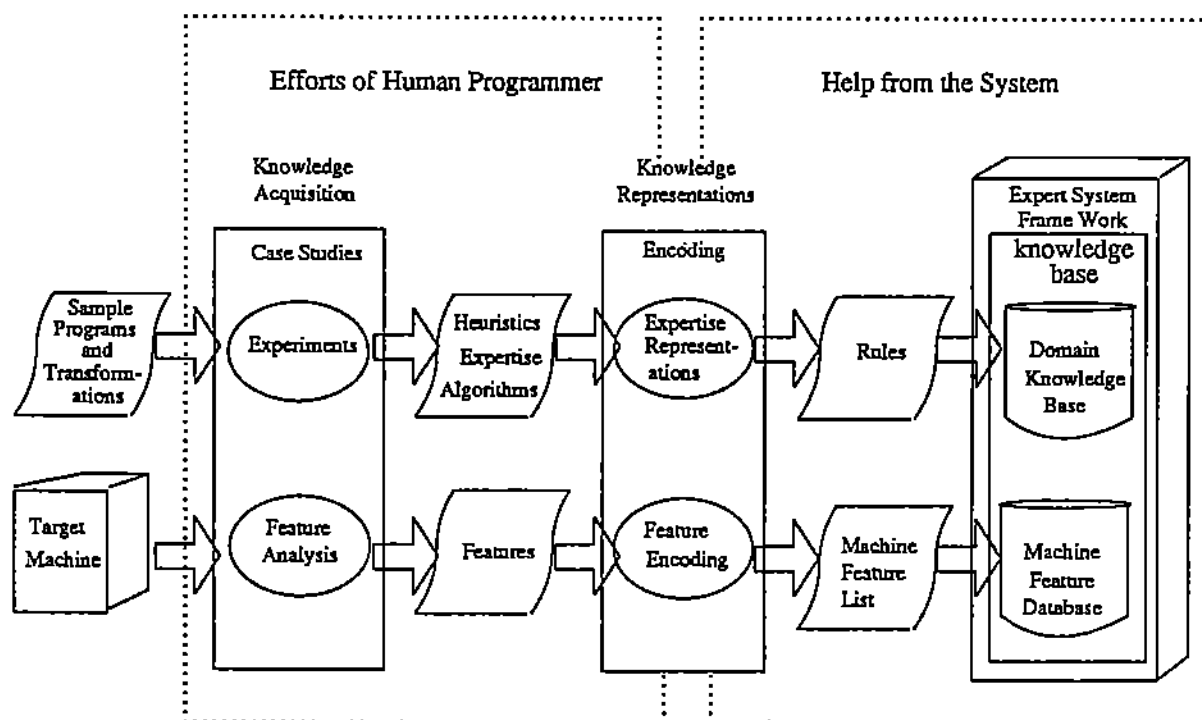 Efforts of Human Programmer
Help from the System
Knowledge
Acquisition
Knowledge
Representations
Expert System
Frame Work
knowledge
base
Case Studies
Encoding
Sample
Programs
and
Transform-
ations
Experiments
Heuristics
Expertise
Algorithms
Expertise
Represent-
ations
Rules
Domain
Knowledge
Base
Target
Machine
Feature
Analysis
Features
Feature
Encoding
Machine
Feature
List
Machine
Feature
Database